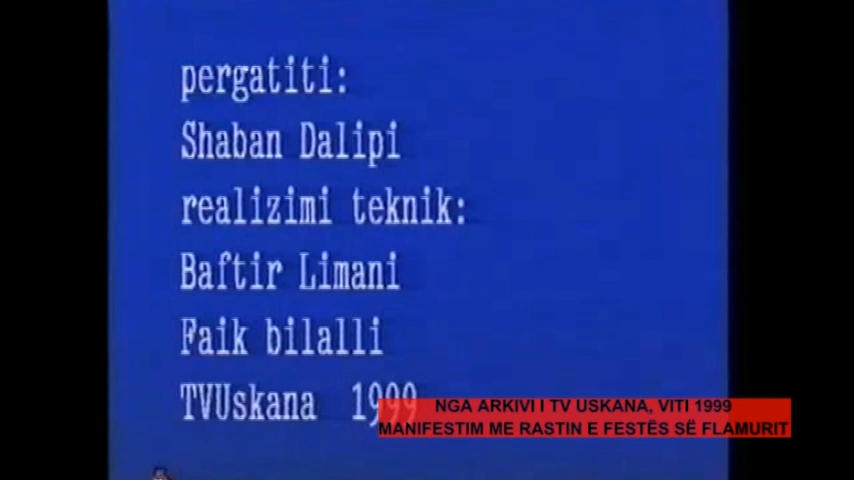 pergatiti:
Shaban Dalipi
realizimi teknik:
Baftir Limani
Faik bilalli
TVUskana 1999
NGA ARKIVI I TV USKANA, VITI 1999
MANIFESTIM ME RASTIN E FESTËS SË FLAMURIT